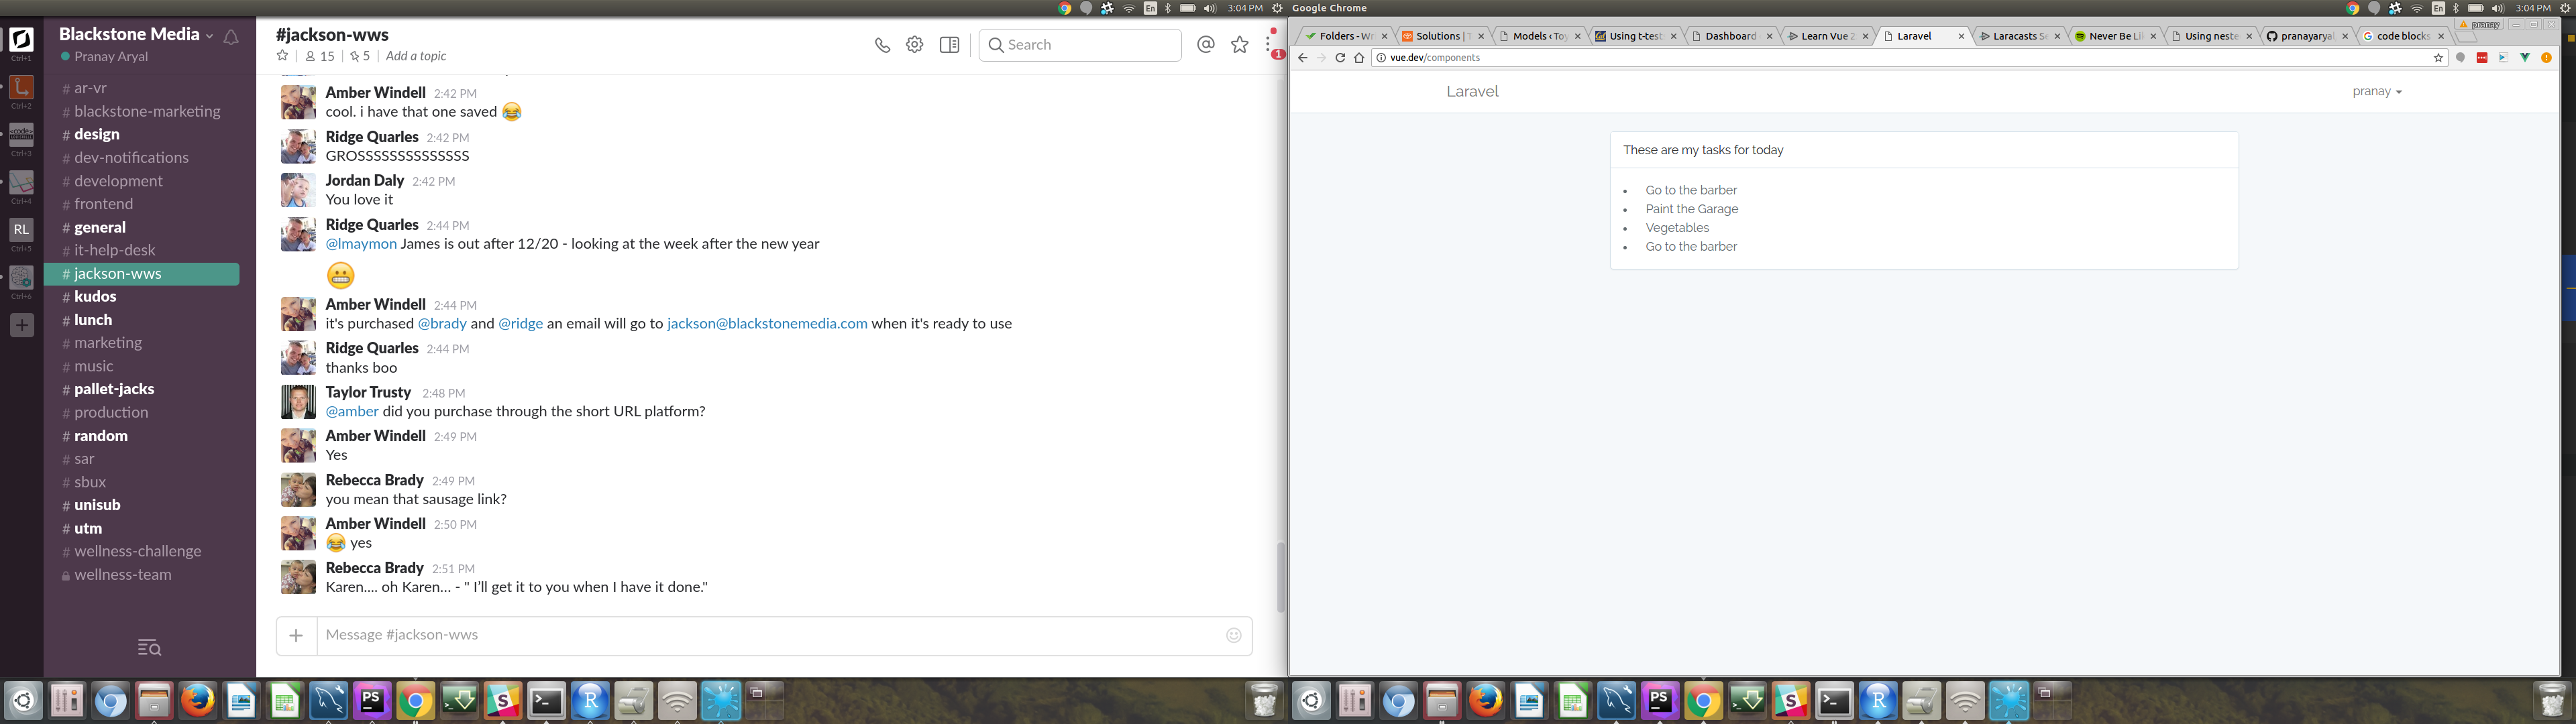 En
3:04 PM
Google Chrome
En
3:04 PM
Ctrl+1
Ctrl+2
Ctrl+3
Ctrl+4
RL
Ctrl+5
Ctrl+6
Blackstone Media
Pranay Aryal
# ar-vr
# blackstone-marketing
# design
# dev-notifications
# development
# frontend
# general
# it-help-desk
# jackson-wws
# kudos
# lunch
# marketing
# music
# pallet-jacks
# production
# random
# sar
# sbux
# unisub
# utm
# wellness-challenge
wellness-team
#jackson-wws
15
5
Add a topic
Search
1
Amber Windell 2:42 PM
cool. i have that one saved 😂
Ridge Quarles 2:42 PM
GROSSSSSSSSSSSSSS
Jordan Daly 2:42 PM
You love it
Ridge Quarles 2:44 PM
@lmaymon James is out after 12/20 - looking at the week after the new year
😬
Amber Windell 2:44 PM
it's purchased @brady and @ridge an email will go to jackson@blackstonemedia.com when it's ready to use
Ridge Quarles 2:44 PM
thanks boo
Taylor Trusty 2:48 PM
@amber did you purchase through the short URL platform?
Amber Windell 2:49 PM
Yes
Rebecca Brady 2:49 PM
you mean that sausage link?
Amber Windell 2:50 PM
😂 yes
Rebecca Brady 2:51 PM
Karen.... oh Karen... - " I'll get it to you when I have it done."
Message #jackson-wws
pranay
Folders - Wr
Solutions | T
Models ‹ Toy
Using t-test
Dashboard
Learn Vue 2:
Laravel
Laracasts Se
Never Be Lik
Using neste
pranayaryal
code blocks
vue.dev/components
Laravel
pranay
These are my tasks for today
• Go to the barber
• Paint the Garage
• Vegetables
• Go to the barber
PS
S
R
PS
S
R